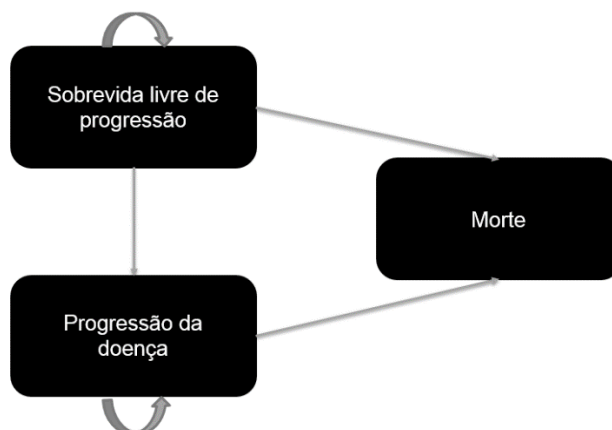 Sobrevida livre de
progressão
Morte
Progressão da
doença